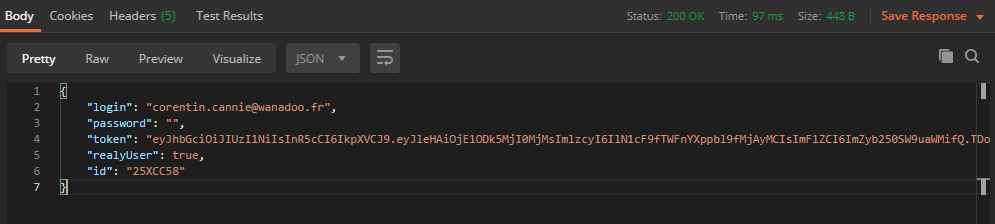 Body Cookies Headers (5) Test Results Status: 200 OK Time: 97 ms Size: 448 B Save Response
Pretty Raw Preview Visualize JSON
1 {
2 "login": "corentin.cannie@wanadoo.fr",
3 "password": "",
4 "token": "eyJhbGciOiJIUzI1NiIsInR5cCI6IkpXVCJ9.eyJleHAiOjE1ODk5MjI0MjMsImlzcyI6IlN1cF9fTWFnYXppbl9fMjAyMCIsImF1ZCI6ImZyb250SW9uaWMifQ.TDo
5 "realyUser": true,
6 "id": "25XCC58"
7 }